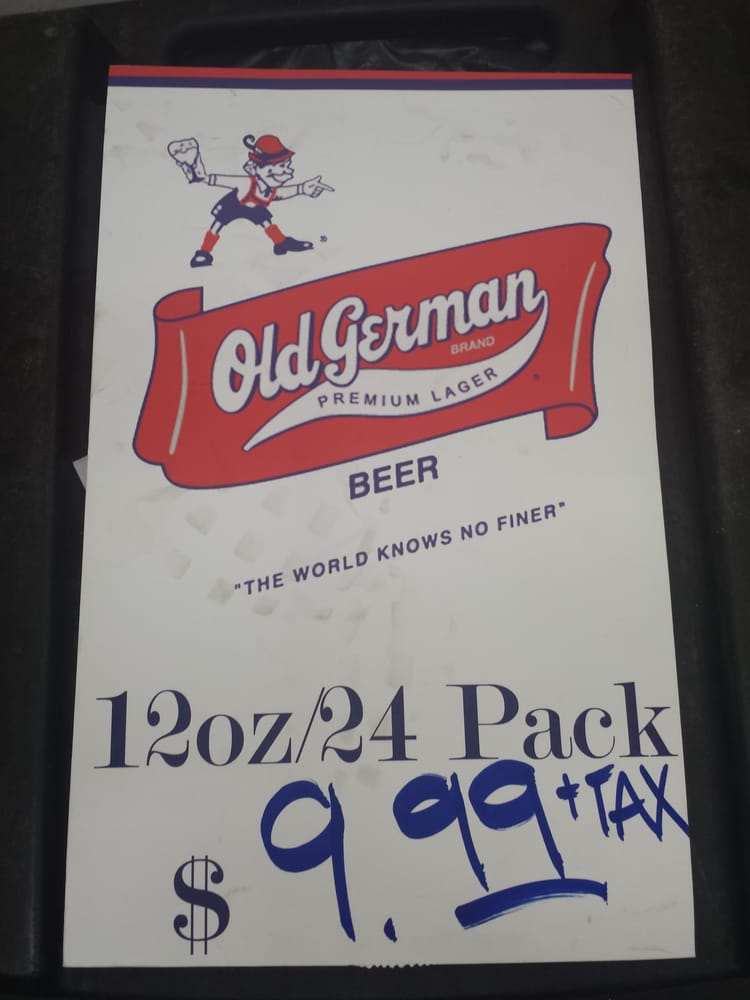 Old German
BRAND
PREMIUM LAGER
BEER
"THE WORLD KNOWS NO FINER"
12oz/24 Pack
$ 9.99 + TAX